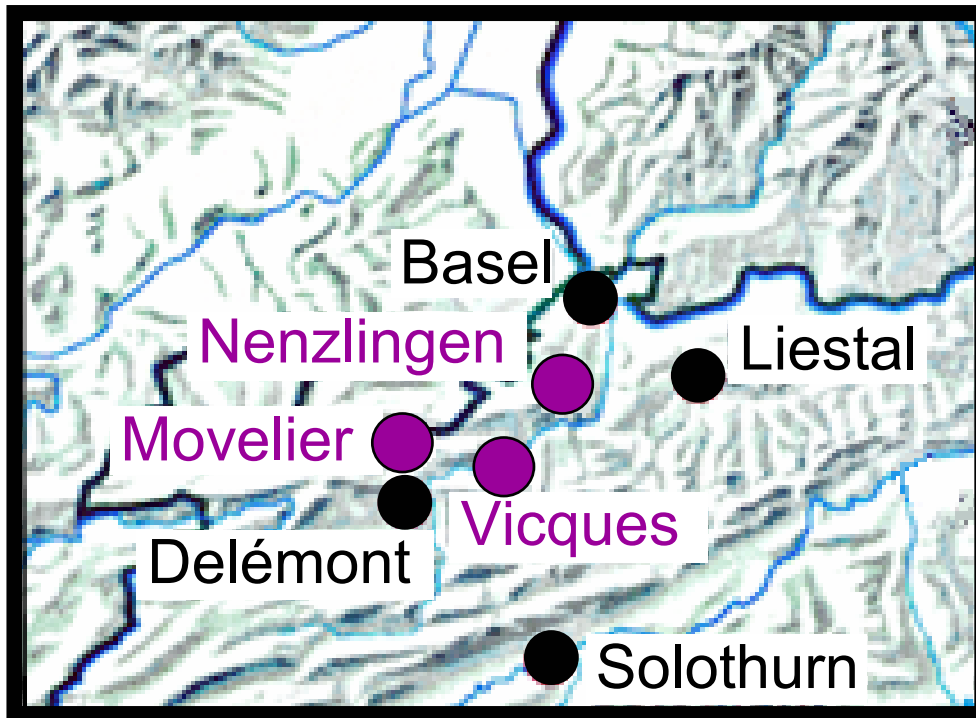 Basel
Nenzlingen
Liestal
Movelier
Vicques
Delémont
Solothurn